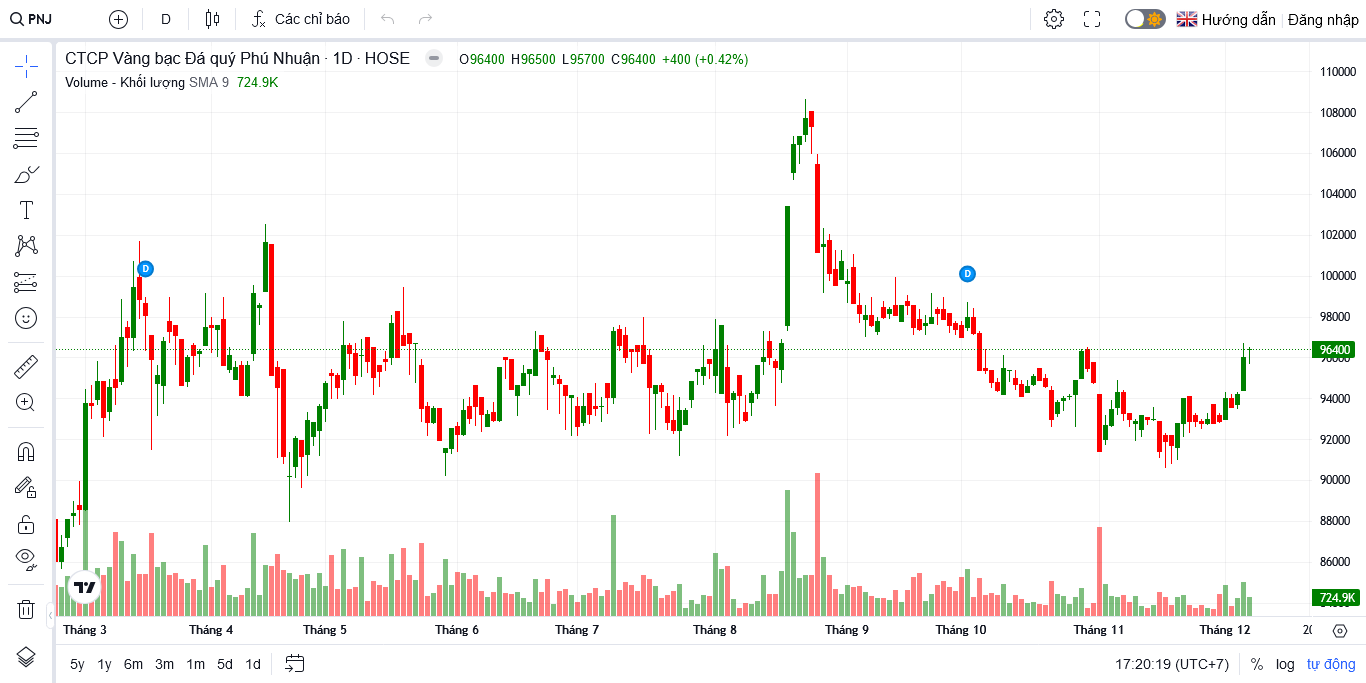 PNJ D Các chỉ báo Hướng dẫn Đăng nhập
CTCP Vàng bạc Đá quý Phú Nhuận · 1D · HOSE O96400 H96500 L95700 C96400 +400 (+0.42%)
Volume - Khối lượng SMA 9 724.9K
110000
108000
106000
104000
102000
100000
98000
96400
96000
94000
92000
90000
88000
86000
724.9K
D
D
Tháng 3 Tháng 4 Tháng 5 Tháng 6 Tháng 7 Tháng 8 Tháng 9 Tháng 10 Tháng 11 Tháng 12
5y 1y 6m 3m 1m 5d 1d 17:20:19 (UTC+7) % log tự động